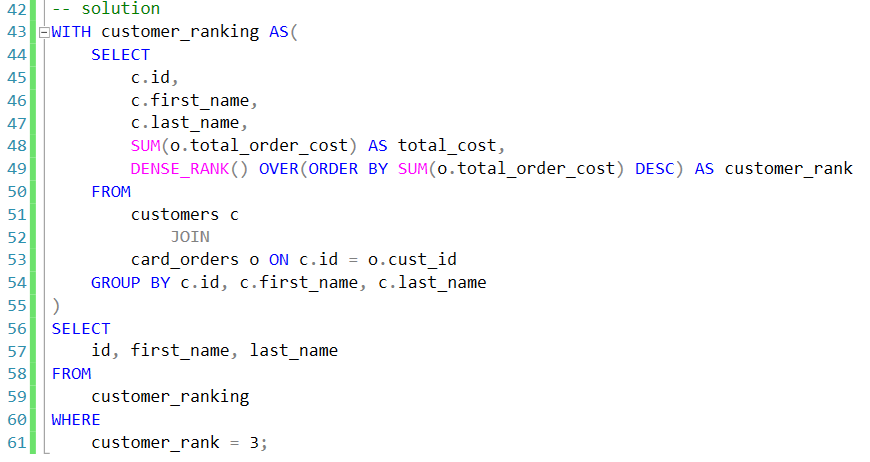 42 -- solution
43 WITH customer_ranking AS(
44     SELECT
45         c.id,
46         c.first_name,
47         c.last_name,
48         SUM(o.total_order_cost) AS total_cost,
49         DENSE_RANK() OVER(ORDER BY SUM(o.total_order_cost) DESC) AS customer_rank
50     FROM
51         customers c
52             JOIN
53         card_orders o ON c.id = o.cust_id
54     GROUP BY c.id, c.first_name, c.last_name
55 )
56 SELECT
57     id, first_name, last_name
58 FROM
59     customer_ranking
60 WHERE
61     customer_rank = 3;